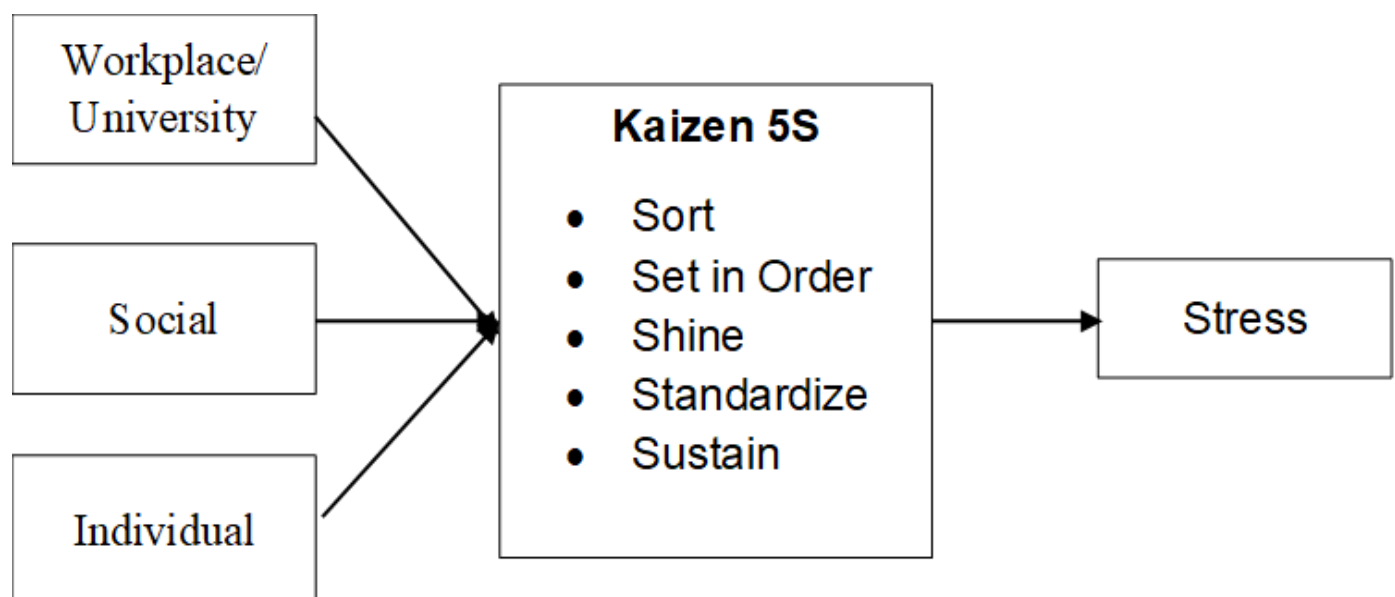 Workplace/
University
Social
Individual
Kaizen 5S
• Sort
• Set in Order
• Shine
• Standardize
• Sustain
Stress